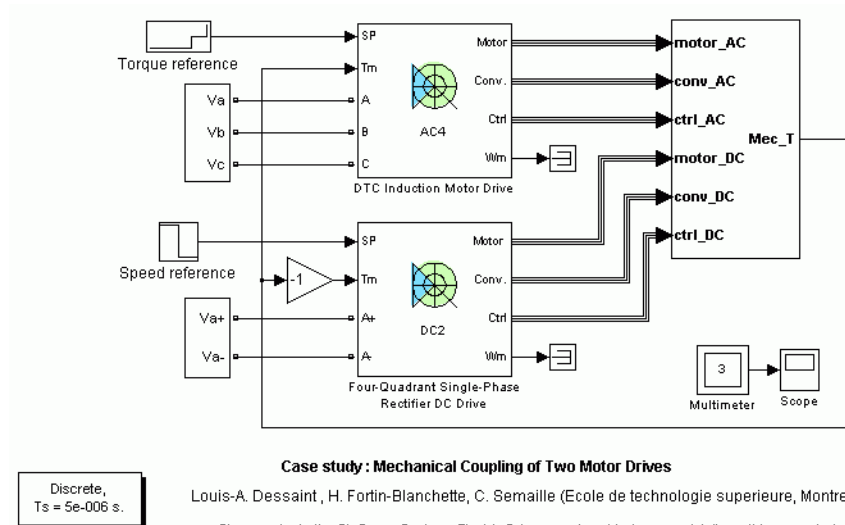 SP
Tm
A
B
C
Motor
Conv.
Ctrl
Wm
AC4
DTC Induction Motor Drive
Torque reference
Va
Vb
Vc
motor_AC
conv_AC
ctrl_AC
motor_DC
conv_DC
ctrl_DC
Mec_T
SP
Tm
A+
A-
Motor
Conv.
Ctrl
Wm
DC2
Four-Quadrant Single-Phase
Rectifier DC Drive
Speed reference
-1
Va+
Va-
3
Multimeter
Scope
Case study : Mechanical Coupling of Two Motor Drives
Discrete,
Ts = 5e-006 s.
Louis-A. Dessaint , H. Fortin-Blanchette, C. Semaille (Ecole de technologie superieure, Montre